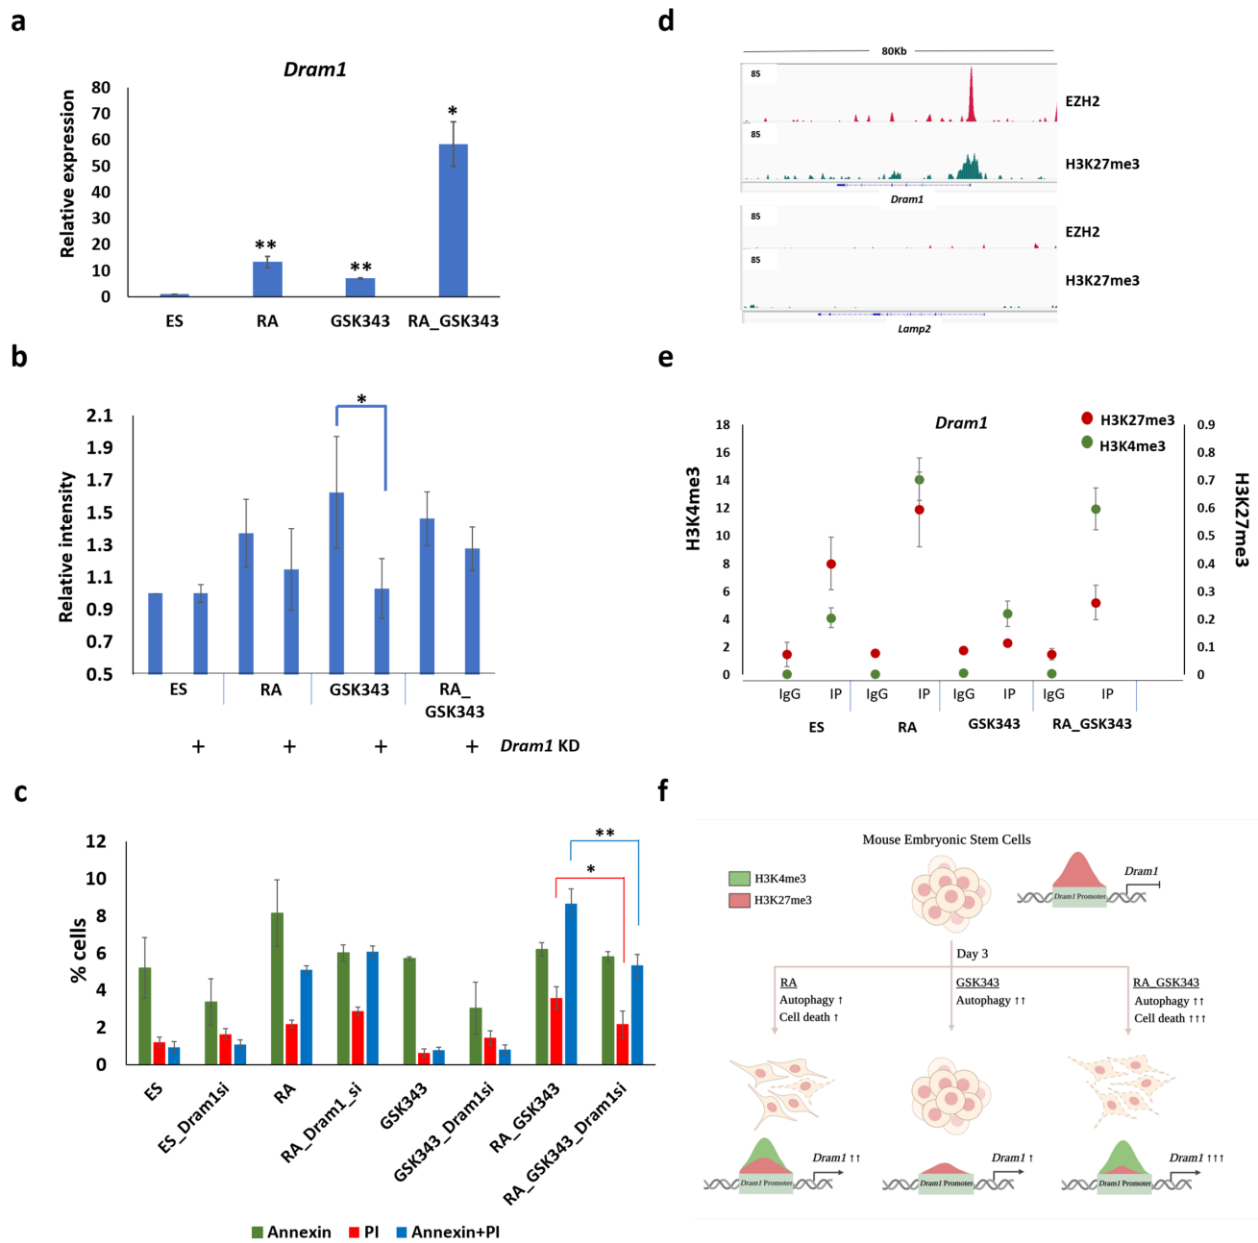 a
Dram1
Relative expression
80
70
60
50
40
30
20
10
0
**
**
*
ES
RA
GSK343
RA_GSK343
b
Relative intensity
2.1
1.9
1.7
1.5
1.3
1.1
0.9
0.7
0.5
*
ES
RA
GSK343
RA_
GSK343
+
+
+
+
Dram1 KD
c
% cells
12
10
8
6
4
2
0
**
*
ES
ES_Dram1si
RA
RA_Dram1_si
GSK343
GSK343_Dram1si
RA_GSK343
RA_GSK343_Dram1si
Annexin
PI
Annexin+PI
d
80Kb
85
EZH2
85
H3K27me3
Dram1
85
EZH2
85
H3K27me3
Lamp2
e
Dram1
H3K27me3
H3K4me3
H3K4me3
18
16
14
12
10
8
6
4
2
0
H3K27me3
0.9
0.8
0.7
0.6
0.5
0.4
0.3
0.2
0.1
0
IgG
IP
IgG
IP
IgG
IP
IgG
IP
ES
RA
GSK343
RA_GSK343
f
Mouse Embryonic Stem Cells
H3K4me3
H3K27me3
Dram1
Dram1 Promoter
Day 3
RA
Autophagy ↑
Cell death ↑
GSK343
Autophagy ↑↑
RA_GSK343
Autophagy ↑↑
Cell death ↑↑↑
Dram1 ↑↑
Dram1 Promoter
Dram1 ↑
Dram1 Promoter
Dram1 ↑↑↑
Dram1 Promoter